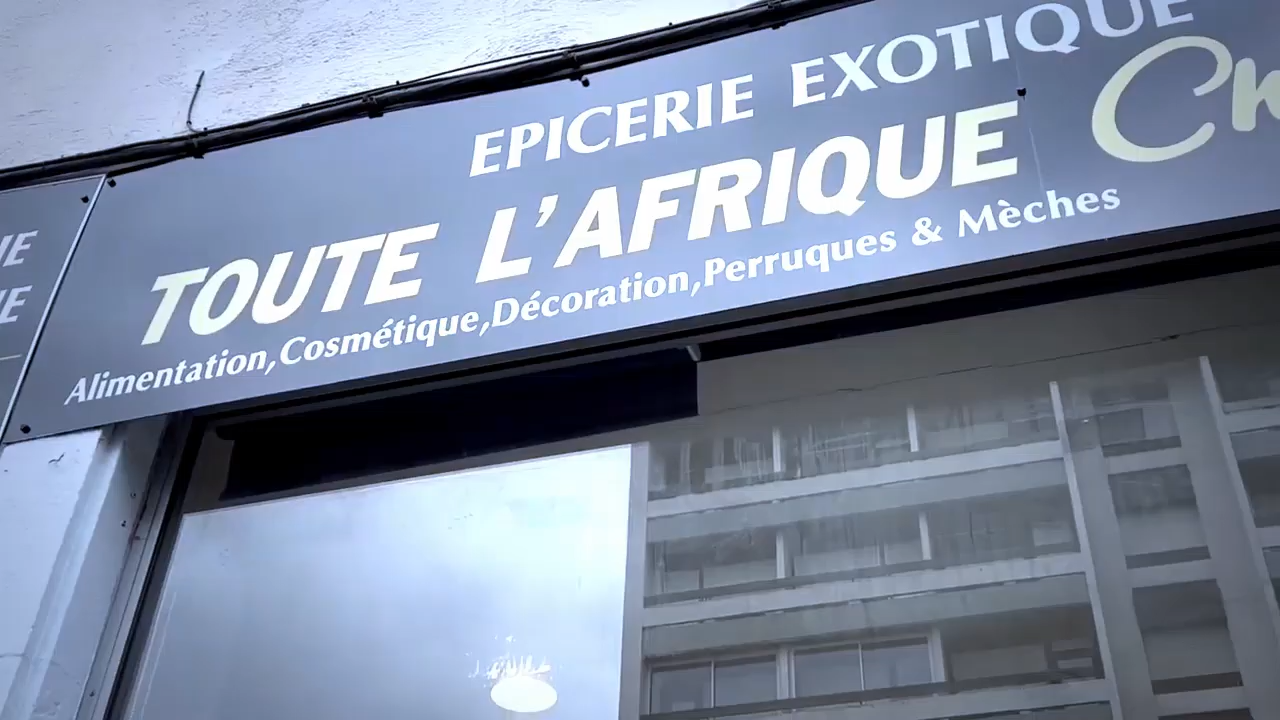 EPICERIE EXOTIQUE
TOUTE L'AFRIQUE
Alimentation,Cosmétique,Décoration,Perruques & Mèches